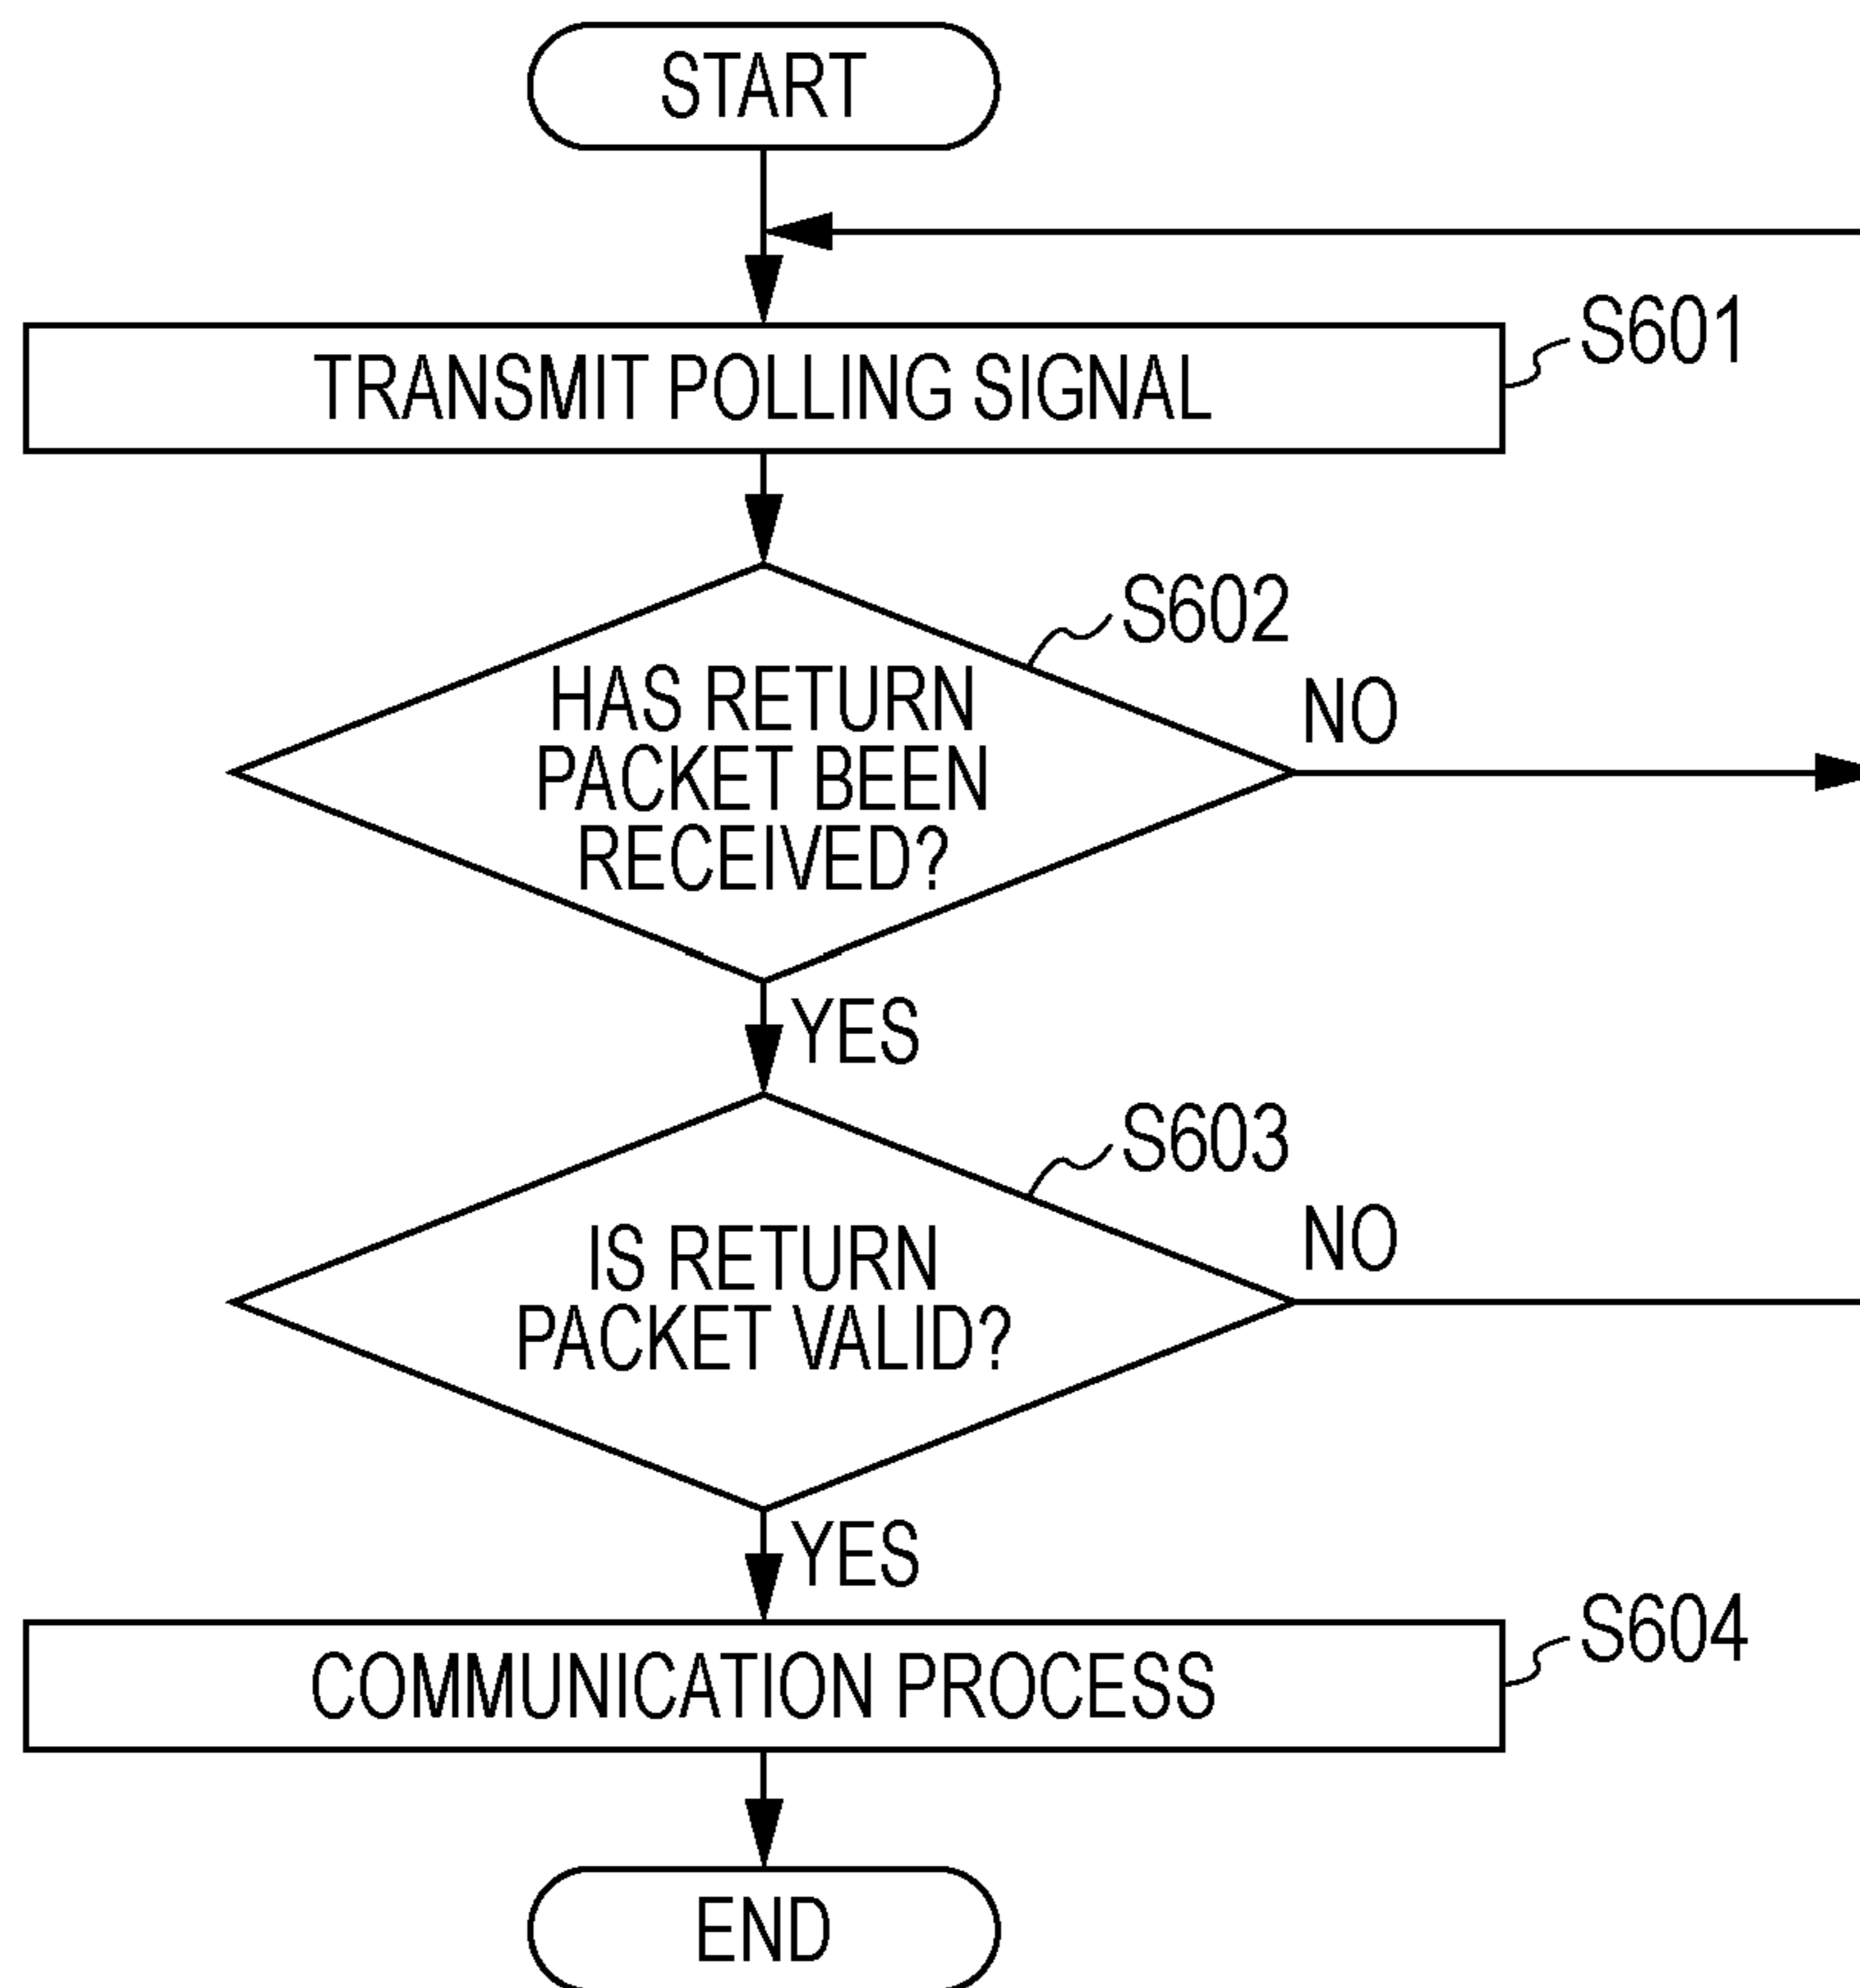 START
TRANSMIT POLLING SIGNAL
S601
S602
HAS RETURN
PACKET BEEN
RECEIVED?
NO
YES
S603
IS RETURN
PACKET VALID?
NO
YES
COMMUNICATION PROCESS
S604
END